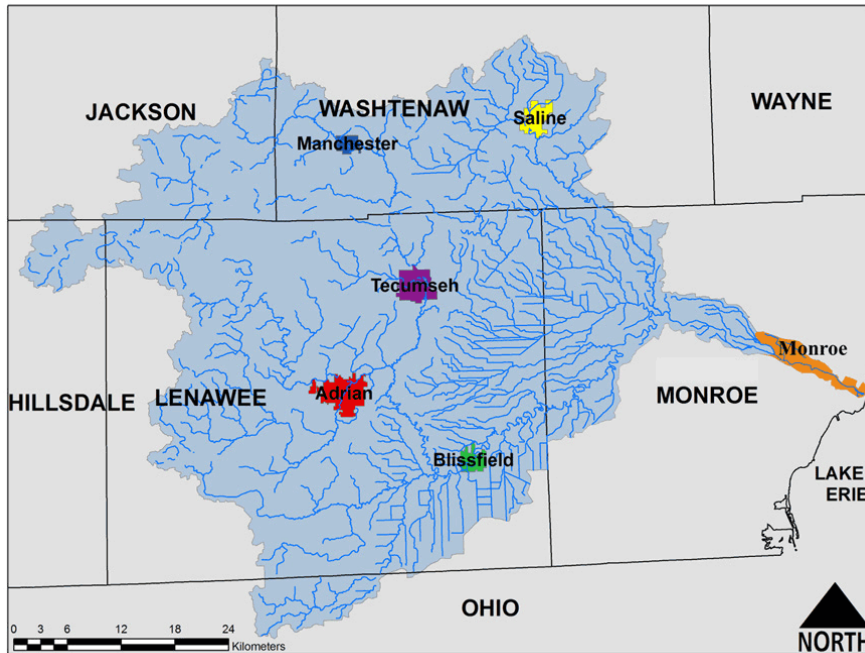 JACKSON
WASHTENAW
WAYNE
Saline
Manchester
Tecumseh
Monroe
HILLSDALE
LENAWEE
Adrian
MONROE
Blissfield
LAKE
ERIE
OHIO
0 3 6 12 18 24
Kilometers
NORTH